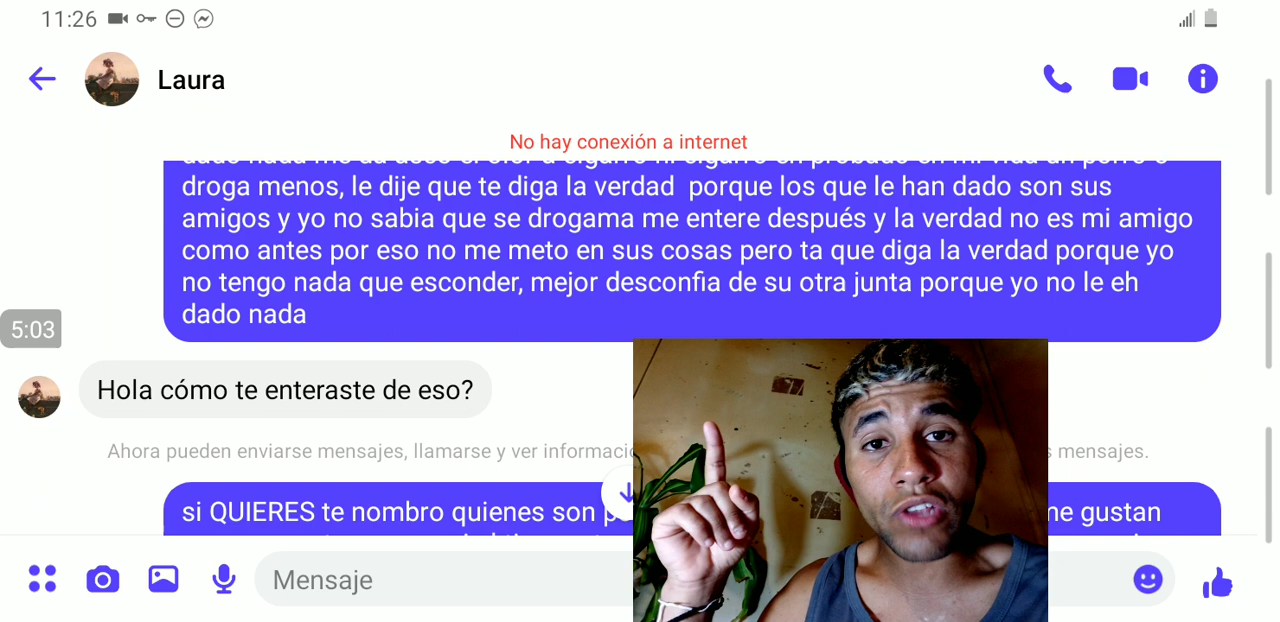 11:26
Laura
No hay conexión a internet
droga menos, le dije que te diga la verdad porque los que le han dado son sus
amigos y yo no sabia que se drogama me entere después y la verdad no es mi amigo
como antes por eso no me meto en sus cosas pero ta que diga la verdad porque yo
no tengo nada que esconder, mejor desconfia de su otra junta porque yo no le eh
dado nada
5:03
Hola cómo te enteraste de eso?
Ahora pueden enviarse mensajes, llamarse y ver mensajes.
si QUIERES te nombro quienes son gustan
Mensaje